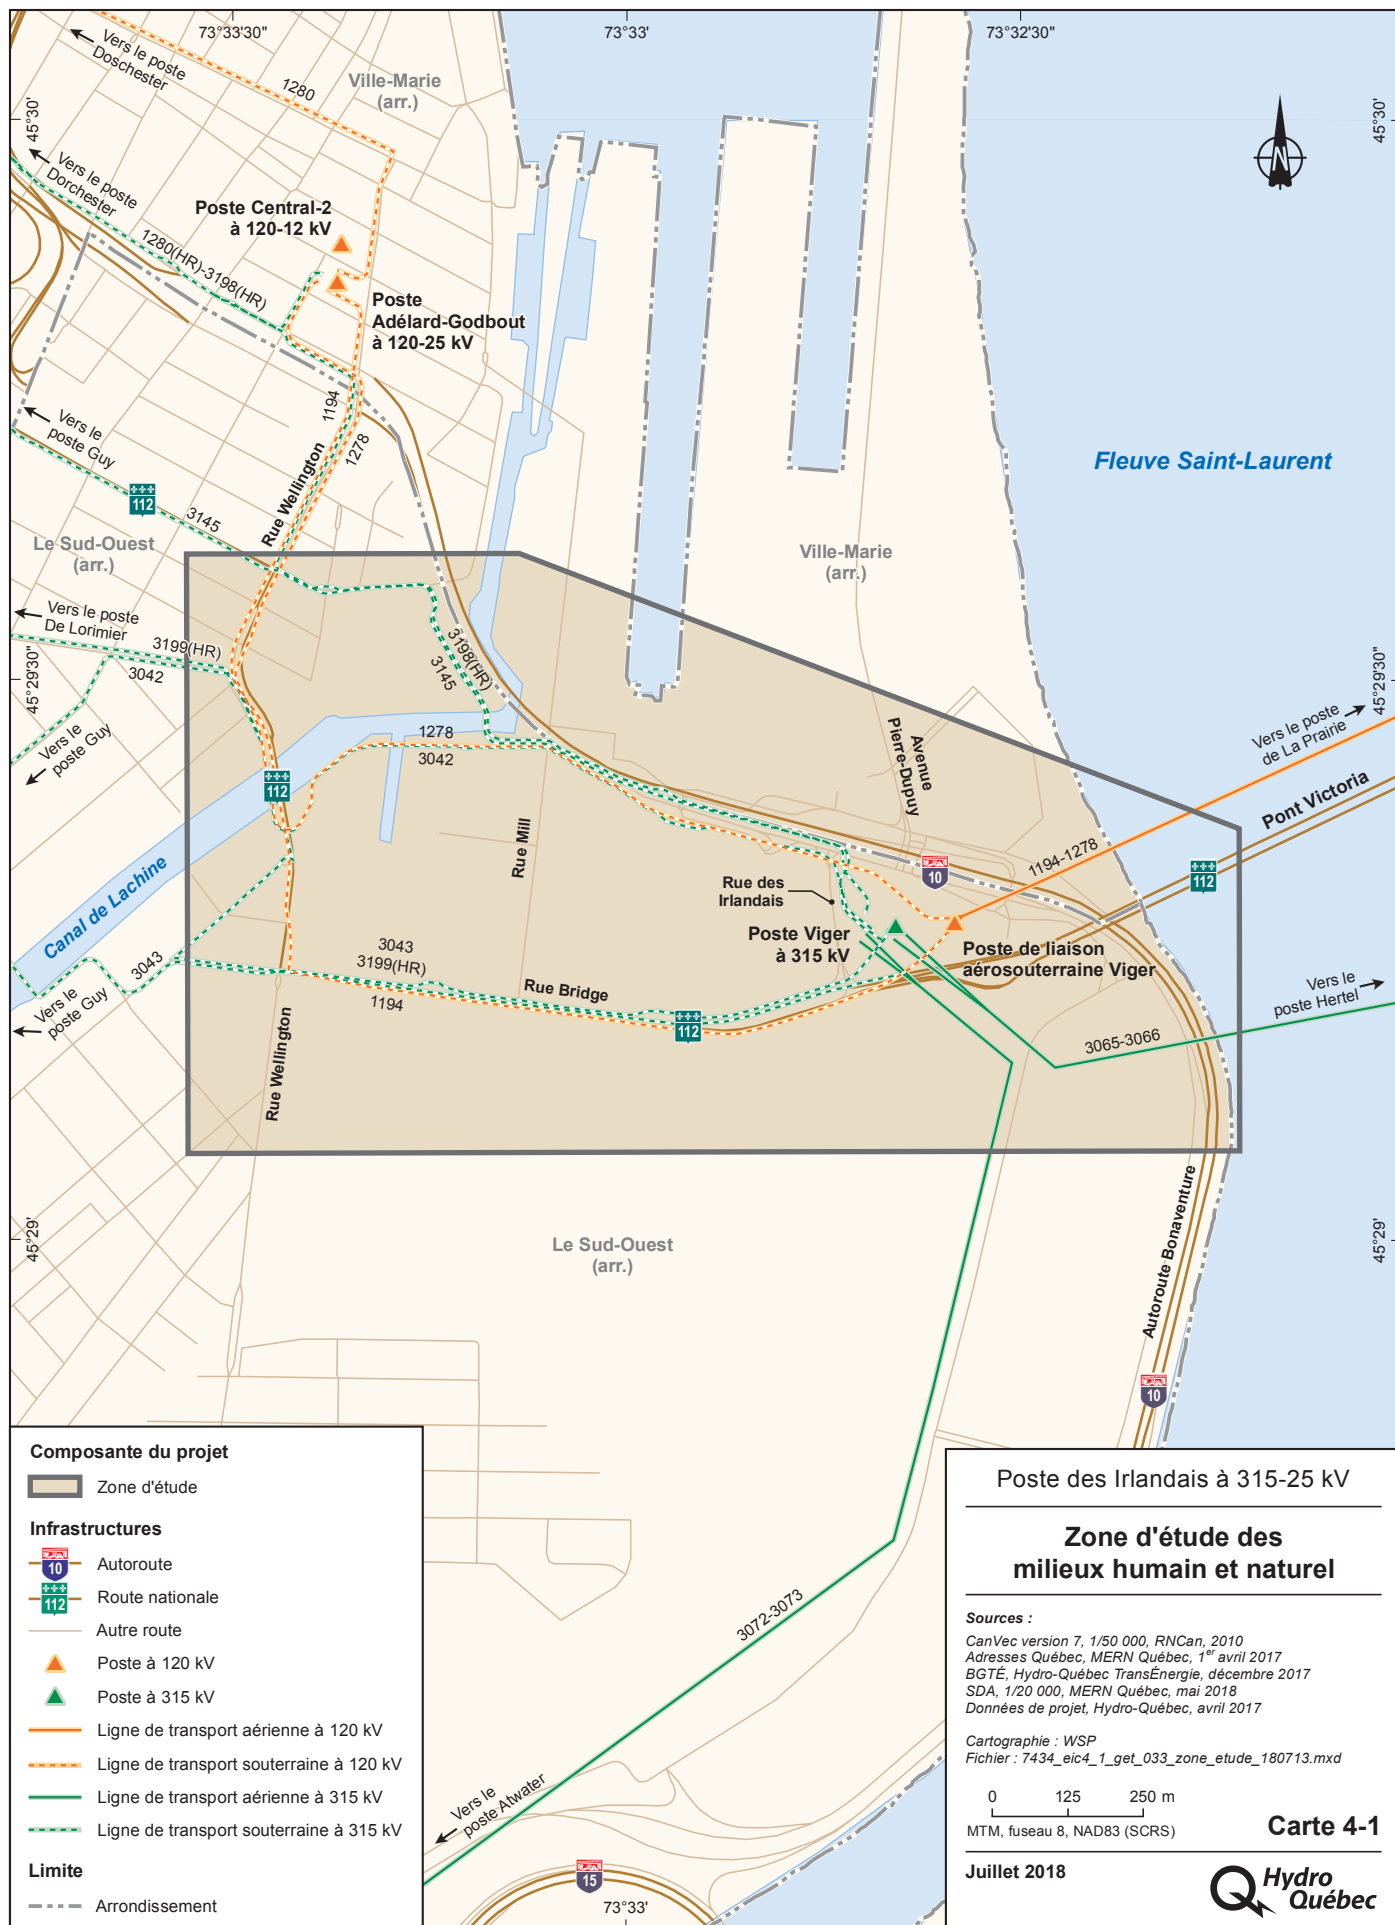 73°33'30"
73°33'
73°32'30"
Vers le poste
Doschester
1280
Ville-Marie
(arr.)
45°30'
45°30'
N
Vers le poste
Dorchester
Poste Central-2
à 120-12 kV
1280(HR)-3198(HR)
Poste
Adélard-Godbout
à 120-25 kV
1194
1278
Vers le
poste Guy
Rue Wellington
Fleuve Saint-Laurent
112
3145
Le Sud-Ouest
(arr.)
Ville-Marie
(arr.)
Vers le poste
De Lorimier
3199(HR)
3042
3198(HR)
3145
45°29'30"
45°29'30"
Vers le
poste Guy
1278
3042
Avenue
Pierre-Dupuy
Vers le poste
de La Prairie
Pont Victoria
112
Rue Mill
1194-1278
10
112
Rue des
Irlandais
Canal de Lachine
Poste Viger
à 315 kV
Poste de liaison
aérosouterraine Viger
3043
3043
3199(HR)
1194
Rue Bridge
112
Vers le
poste Guy
Vers le
poste Hertel
3065-3066
Rue Wellington
Autoroute Bonaventure
45°29'
45°29'
Le Sud-Ouest
(arr.)
10
3072-3073
Vers le
poste Atwater
15
73°33'
Composante du projet
Zone d'étude
Infrastructures
10
Autoroute
112
Route nationale
Autre route
Poste à 120 kV
Poste à 315 kV
Ligne de transport aérienne à 120 kV
Ligne de transport souterraine à 120 kV
Ligne de transport aérienne à 315 kV
Ligne de transport souterraine à 315 kV
Limite
Arrondissement
Poste des Irlandais à 315-25 kV
Zone d'étude des
milieux humain et naturel
Sources :
CanVec version 7, 1/50 000, RNCan, 2010
Adresses Québec, MERN Québec, 1er avril 2017
BGTÉ, Hydro-Québec TransÉnergie, décembre 2017
SDA, 1/20 000, MERN Québec, mai 2018
Données de projet, Hydro-Québec, avril 2017
Cartographie : WSP
Fichier : 7434_eic4_1_get_033_zone_etude_180713.mxd
0 125 250 m
MTM, fuseau 8, NAD83 (SCRS)
Carte 4-1
Juillet 2018
Hydro
Québec